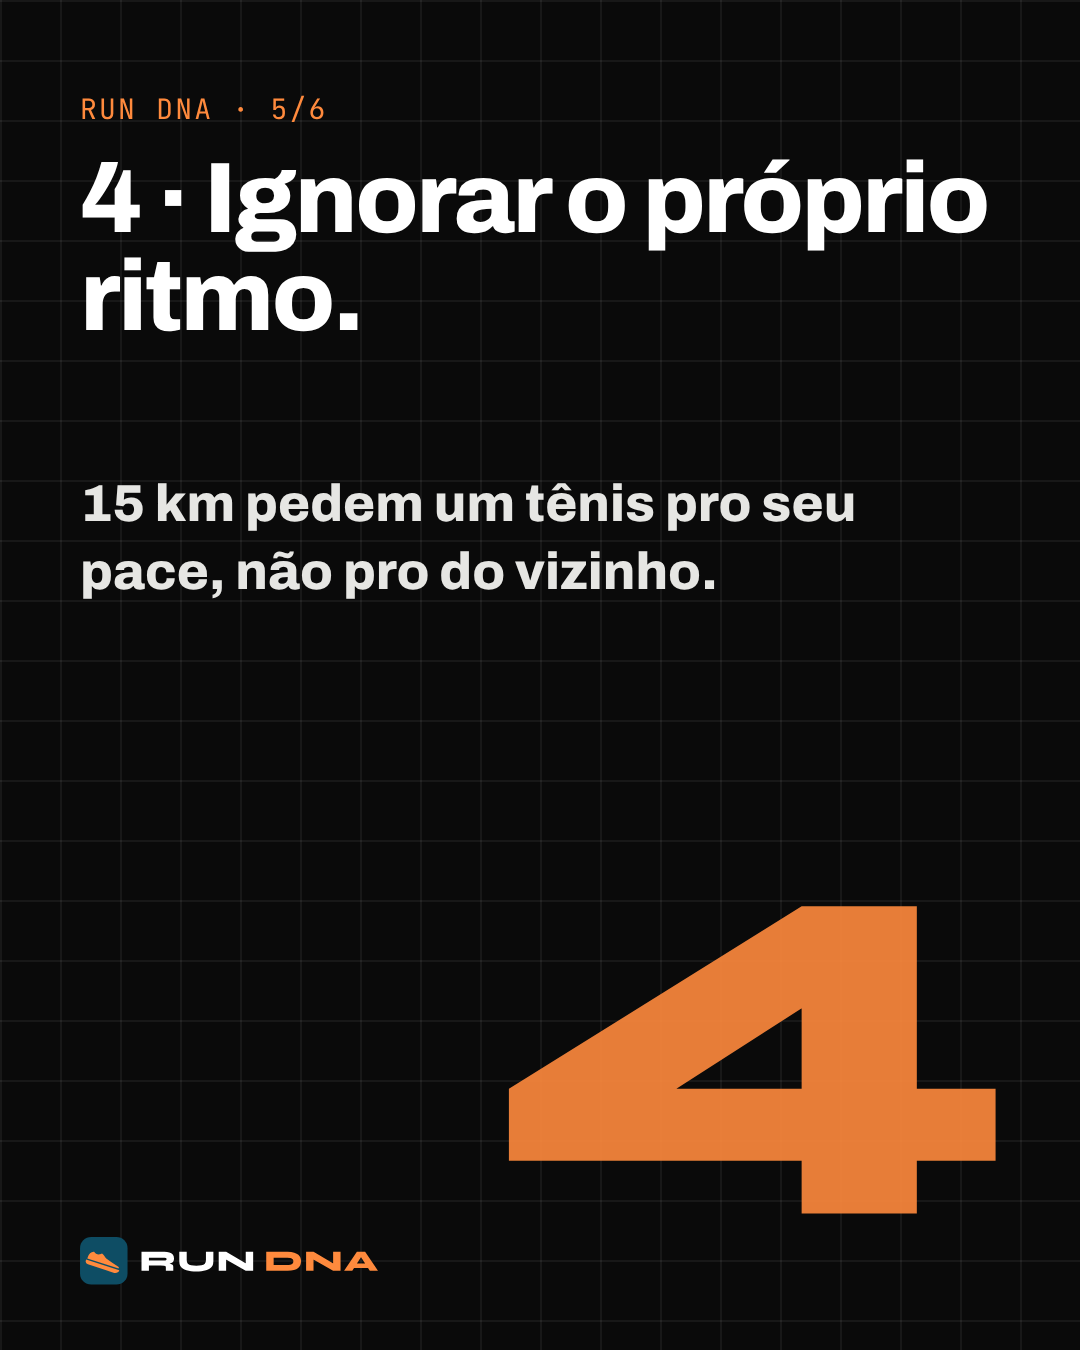 RUN DNA · 5/6
4 · Ignorar o próprio
ritmo.
15 km pedem um tênis pro seu
pace, não pro do vizinho.
4
RUN DNA